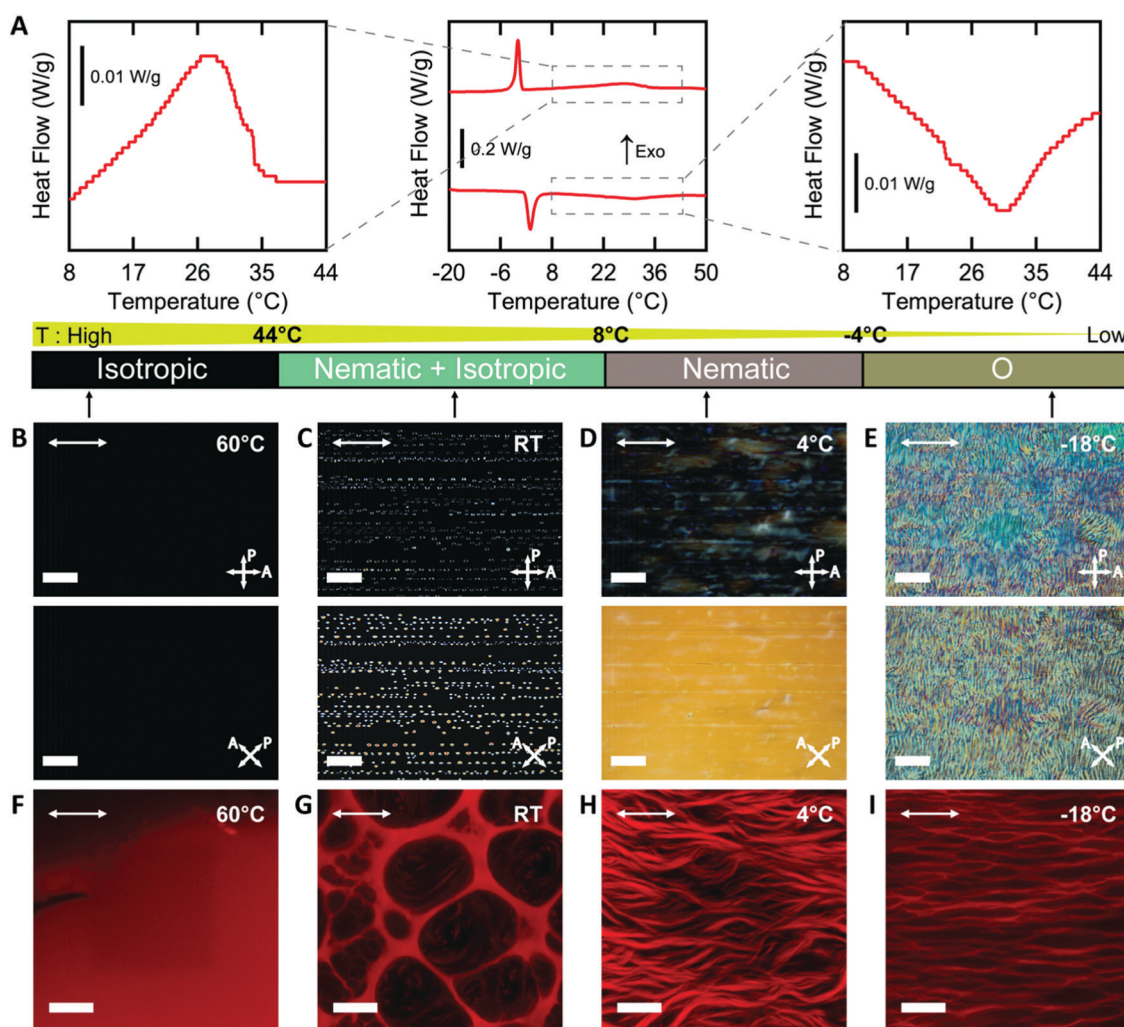 A
Heat Flow (W/g)
0.01 W/g
8 17 26 35 44
Temperature (°C)
Heat Flow (W/g)
0.2 W/g
Exo
-20 -6 8 22 36 50
Temperature (°C)
Heat Flow (W/g)
0.01 W/g
8 17 26 35 44
Temperature (°C)
T : High 44°C 8°C -4°C Low
Isotropic Nematic + Isotropic Nematic O
B 60°C
P
A
C RT
P
A
D 4°C
P
A
E -18°C
P
A
A P
A P
A P
A P
F 60°C
G RT
H 4°C
I -18°C